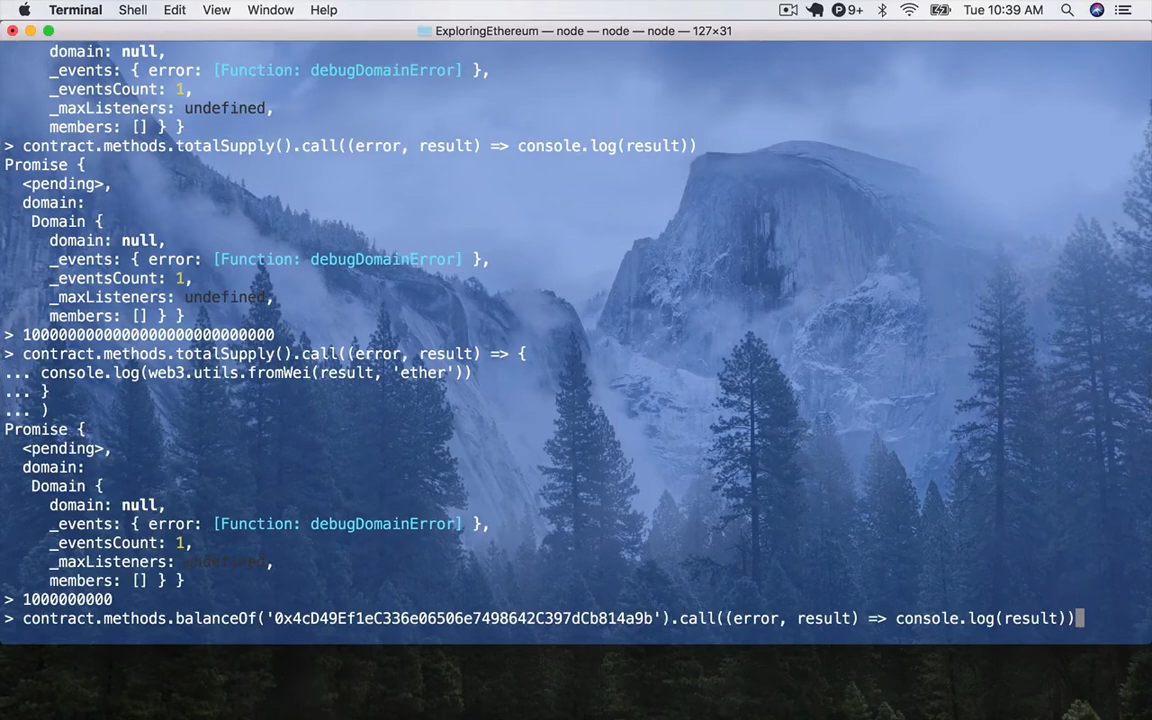 Terminal Shell Edit View Window Help 9+ Tue 10:39 AM
ExploringEthereum — node — node — node — 127×31
domain: null,
_events: { error: [Function: debugDomainError] },
_eventsCount: 1,
_maxListeners: undefined,
members: [] } }
> contract.methods.totalSupply().call((error, result) => console.log(result))
Promise {
<pending>,
domain:
Domain {
domain: null,
_events: { error: [Function: debugDomainError] },
_eventsCount: 1,
_maxListeners: undefined,
members: [] } }
> 1000000000000000000000000000
> contract.methods.totalSupply().call((error, result) => {
... console.log(web3.utils.fromWei(result, 'ether'))
... }
... )
Promise {
<pending>,
domain:
Domain {
domain: null,
_events: { error: [Function: debugDomainError] },
_eventsCount: 1,
_maxListeners: undefined,
members: [] } }
> 1000000000
> contract.methods.balanceOf('0x4cD49Ef1eC336e06506e7498642C397dCb814a9b').call((error, result) => console.log(result))